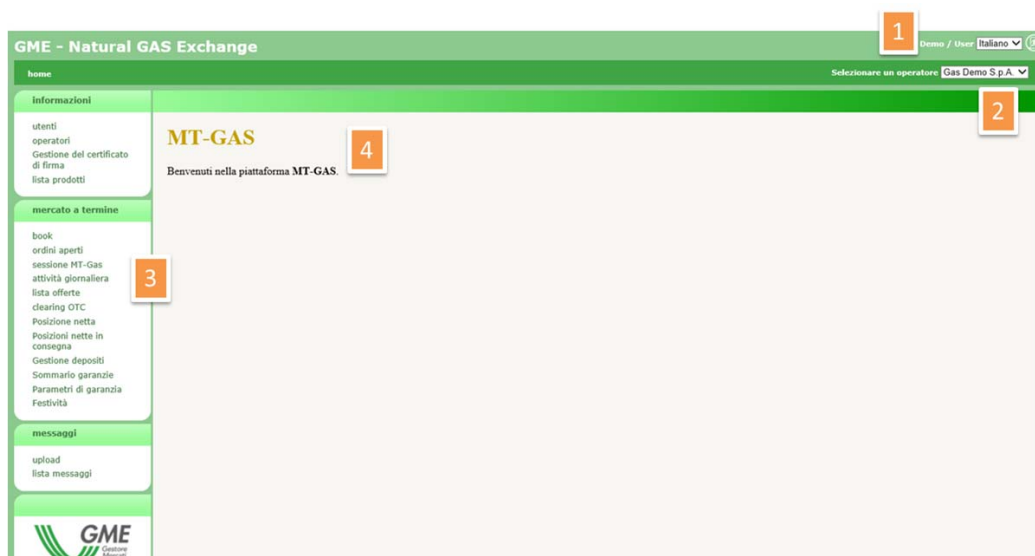 1
GME - Natural GAS Exchange
Demo / User Italiano
home
Selezionare un operatore Gas Demo S.p.A.
2
informazioni
utenti
operatori
Gestione del certificato
di firma
lista prodotti
MT-GAS
4
Benvenuti nella piattaforma MT-GAS.
mercato a termine
book
ordini aperti
sessione MT-Gas
attività giornaliera
3
lista offerte
clearing OTC
Posizione netta
Posizioni nette in
consegna
Gestione depositi
Sommario garanzie
Parametri di garanzia
Festività
messaggi
upload
lista messaggi
GME
Gestore
Mercati